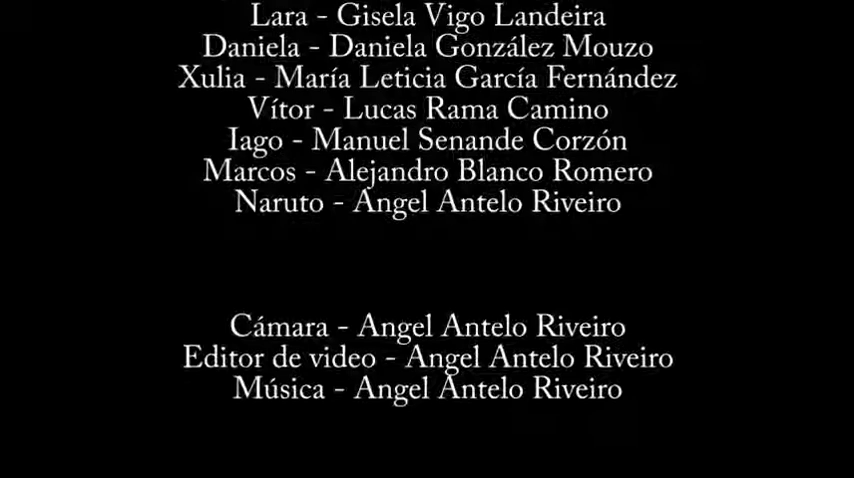 Lara - Gisela Vigo Landeira
Daniela - Daniela González Mouzo
Xulia - María Leticia García Fernández
Vítor - Lucas Rama Camino
Iago - Manuel Senande Corzón
Marcos - Alejandro Blanco Romero
Naruto - Angel Antelo Riveiro
Cámara - Angel Antelo Riveiro
Editor de video - Angel Antelo Riveiro
Música - Angel Antelo Riveiro